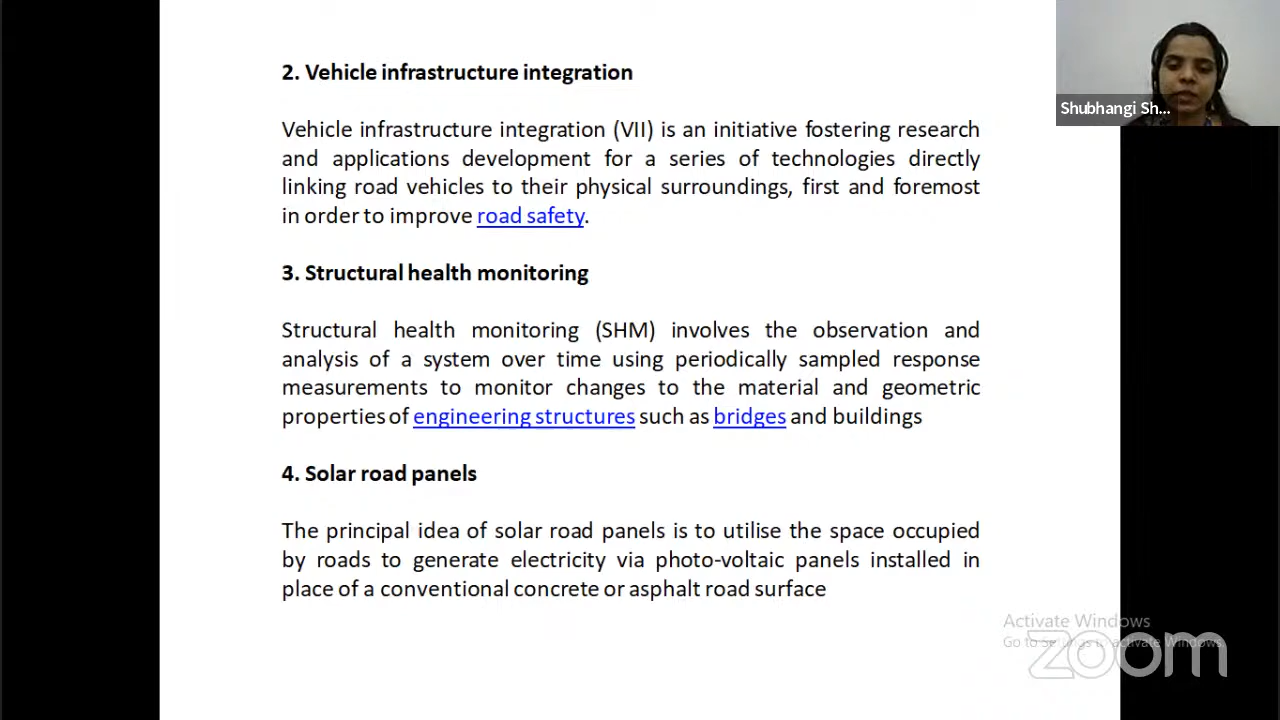 2. Vehicle infrastructure integration
Vehicle infrastructure integration (VII) is an initiative fostering research
and applications development for a series of technologies directly
linking road vehicles to their physical surroundings, first and foremost
in order to improve road safety.
3. Structural health monitoring
Structural health monitoring (SHM) involves the observation and
analysis of a system over time using periodically sampled response
measurements to monitor changes to the material and geometric
properties of engineering structures such as bridges and buildings
4. Solar road panels
The principal idea of solar road panels is to utilise the space occupied
by roads to generate electricity via photo-voltaic panels installed in
place of a conventional concrete or asphalt road surface
Shubhangi Sh...
Activate Windows
Go to Settings to activate Windows.
zoom